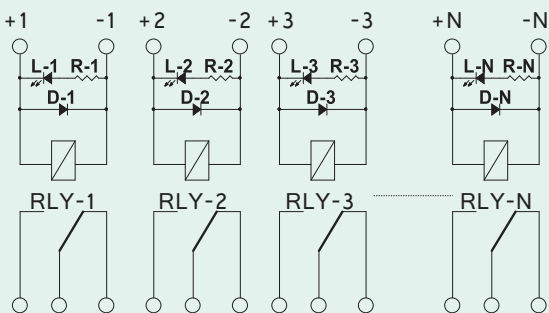 +1 -1 +2 -2 +3 -3 +N -N
L-1 R-1 L-2 R-2 L-3 R-3 L-N R-N
D-1 D-2 D-3 D-N
RLY-1 RLY-2 RLY-3 RLY-N